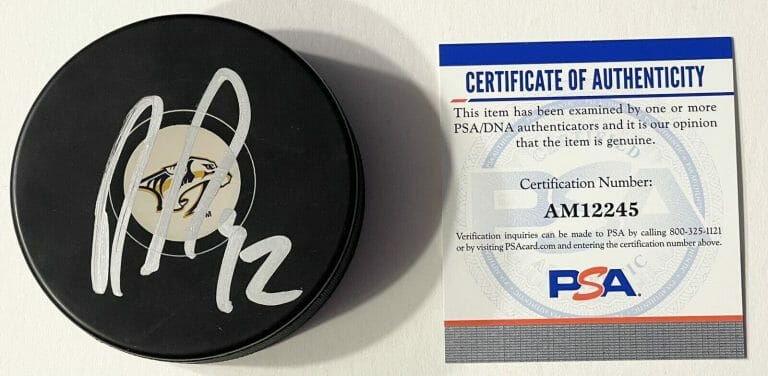 92
CERTIFICATE OF AUTHENTICITY
This item has been examined by one or more
PSA/DNA authenticators and it is our opinion
that the item is genuine.
Certification Number:
AM12245
Verification inquiries can be made to PSA by calling 800-325-1121
or by visiting PSAcard.com and entering the certification number above.
PSA